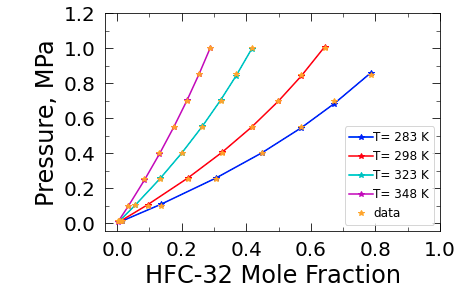 Pressure, MPa
1.2
1.0
0.8
0.6
0.4
0.2
0.0
T= 283 K
T= 298 K
T= 323 K
T= 348 K
data
0.0 0.2 0.4 0.6 0.8 1.0
HFC-32 Mole Fraction